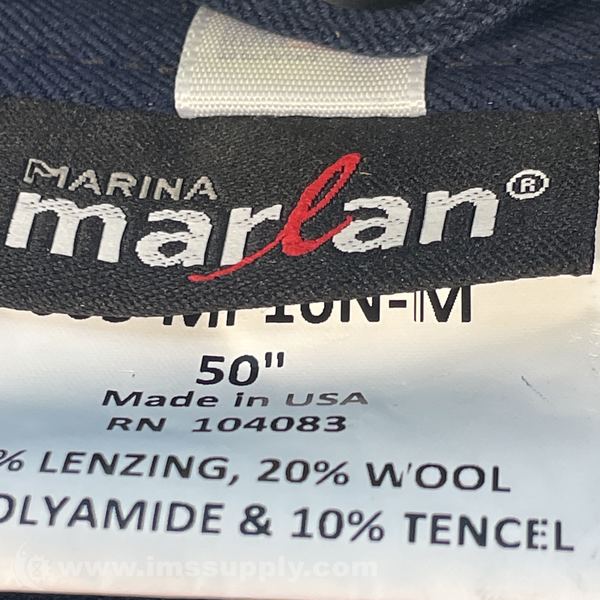 MARINA
marlan®
50"
Made in USA
RN 104083
% LENZING, 20% WOOL
OLYAMIDE & 10% TENCEL
www.imssupply.com